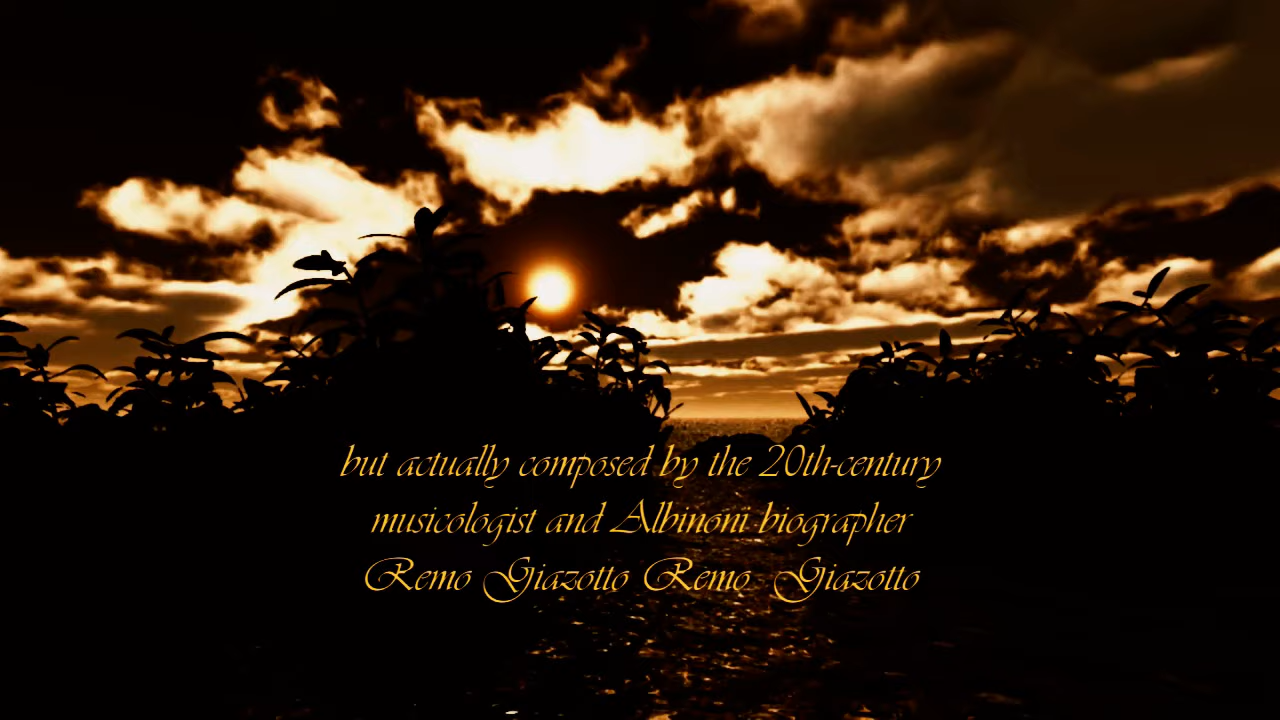 but actually composed by the 20th-century
musicologist and Albinoni biographer
Remo Giazotto Remo Giazotto